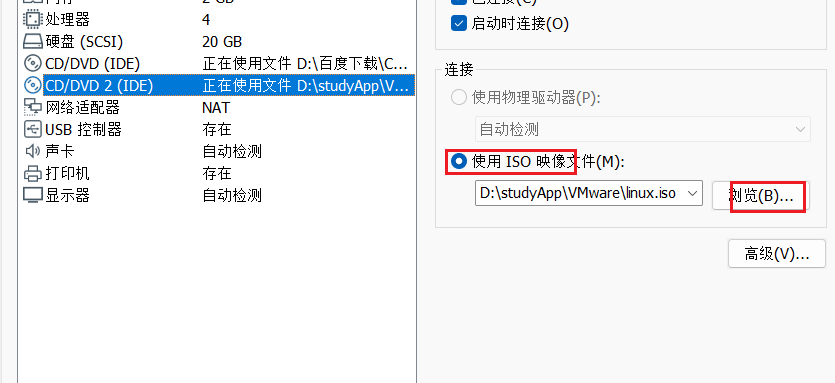 2 GB
处理器 4
硬盘 (SCSI) 20 GB
CD/DVD (IDE) 正在使用文件 D:\百度下载\C...
CD/DVD 2 (IDE) 正在使用文件 D:\studyApp\V...
网络适配器 NAT
USB 控制器 存在
声卡 自动检测
打印机 存在
显示器 自动检测
启动时连接(O)
连接
使用物理驱动器(P):
自动检测
使用 ISO 映像文件(M):
D:\studyApp\VMware\linux.iso
浏览(B)...
高级(V)...